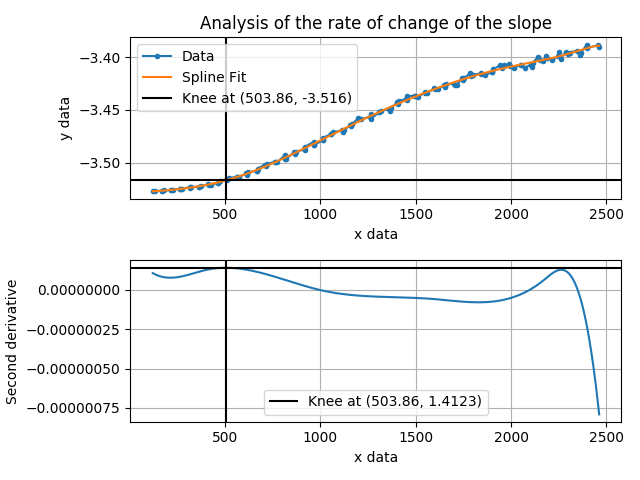 Analysis of the rate of change of the slope
Data
Spline Fit
Knee at (503.86, -3.516)
−3.40
−3.45
−3.50
y data
500
1000
1500
2000
2500
x data
0.00000000
−0.00000025
−0.00000050
−0.00000075
Second derivative
Knee at (503.86, 1.4123)
500
1000
1500
2000
2500
x data